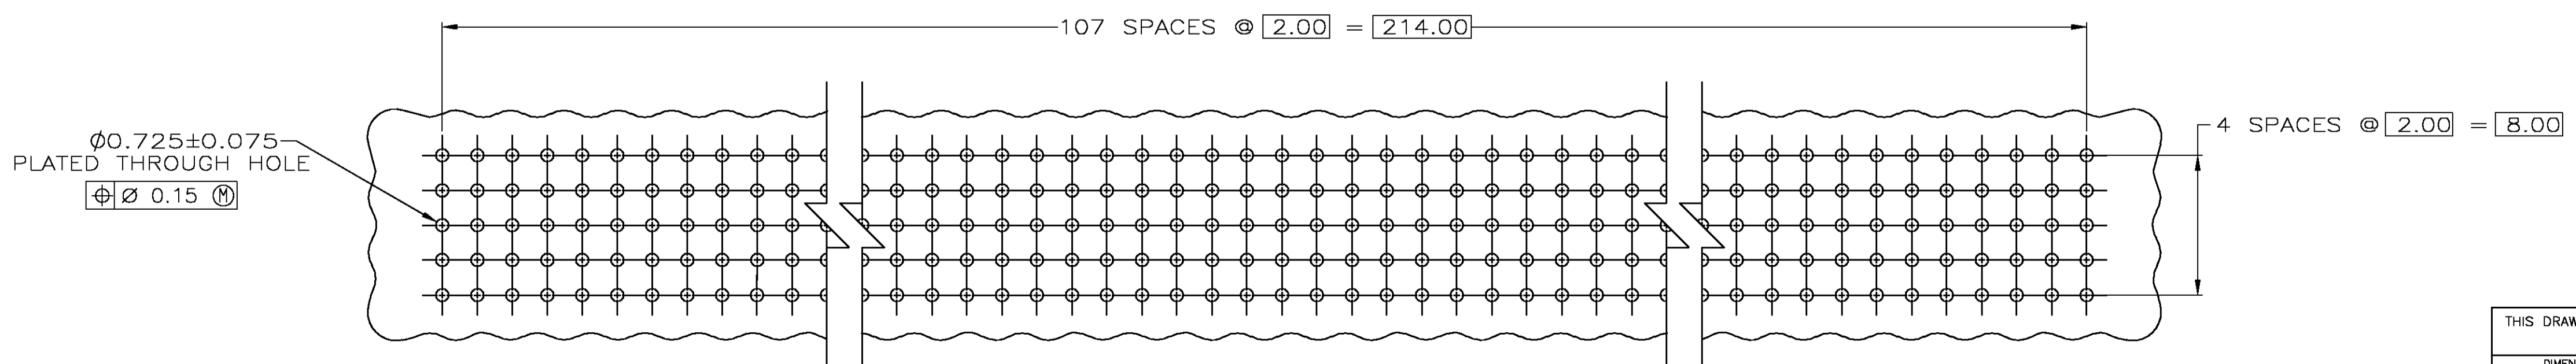 107 SPACES @ 2.00 = 214.00
4 SPACES @ 2.00 = 8.00
Ø0.725±0.075
PLATED THROUGH HOLE
⌖ Ø 0.15 Ⓜ
THIS DRAW
DIMEN